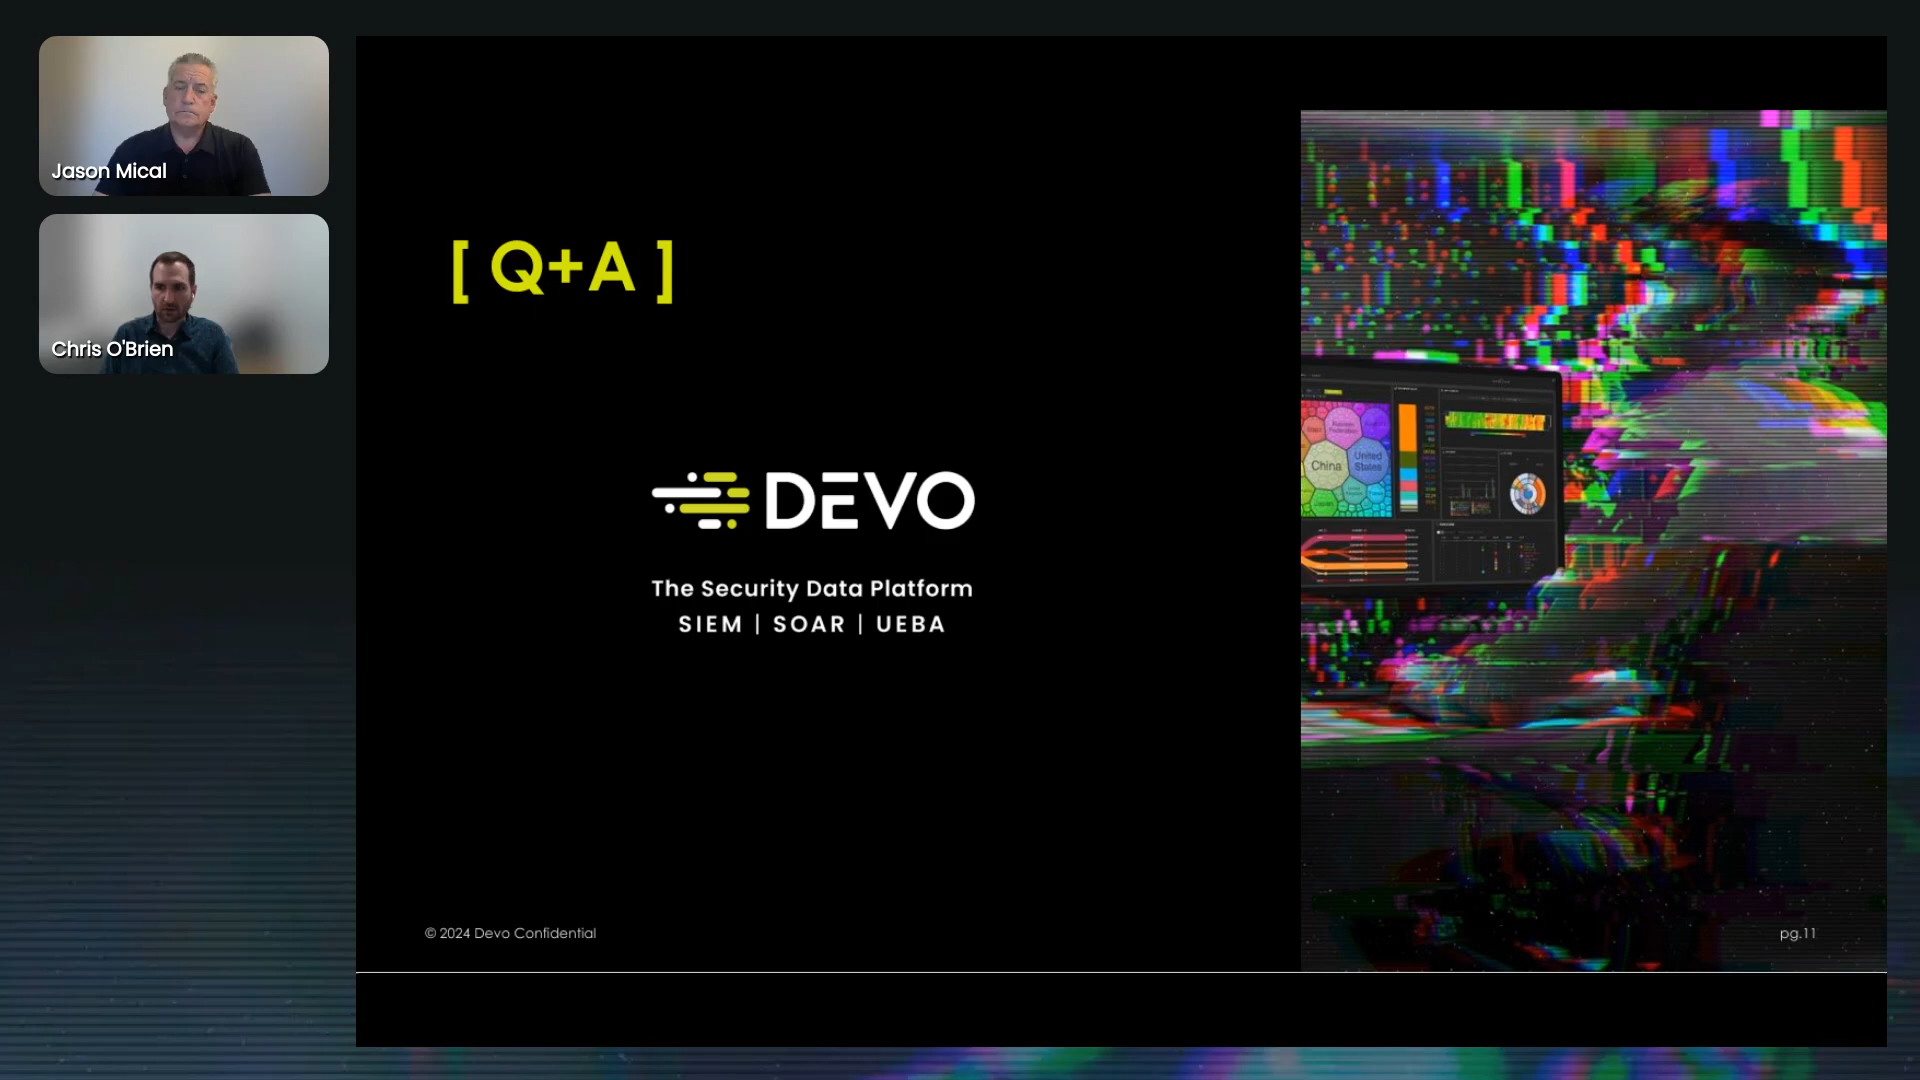 Jason Mical
Chris O'Brien
[ Q+A ]
DEVO
The Security Data Platform
SIEM | SOAR | UEBA
China
United
States
© 2024 Devo Confidential
pg.11